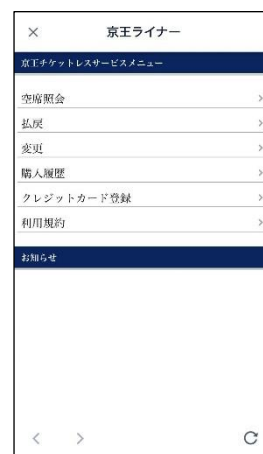 京王ライナー
京王チケットレスサービスメニュー
空席照会
払戻
変更
購入履歴
クレジットカード登録
利用規約
お知らせ